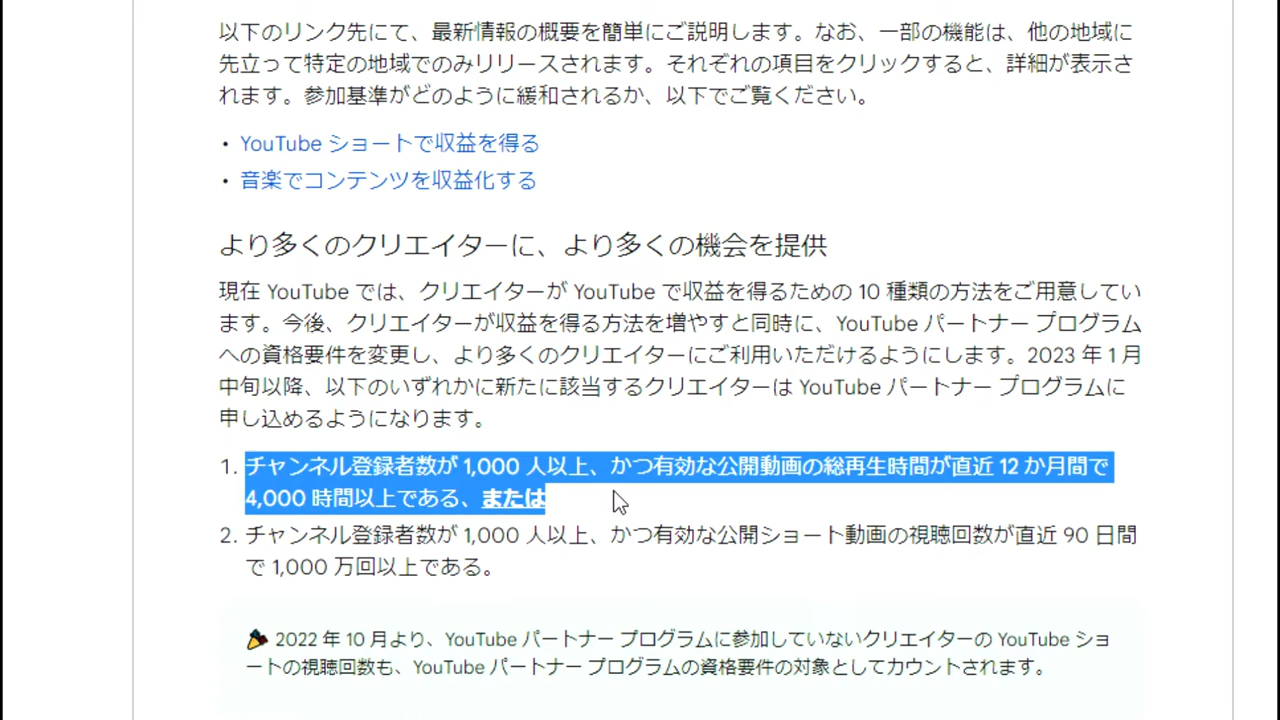 以下のリンク先にて、最新情報の概要を簡単にご説明します。なお、一部の機能は、他の地域に
先立って特定の地域でのみリリースされます。それぞれの項目をクリックすると、詳細が表示さ
れます。参加基準がどのように緩和されるか、以下でご覧ください。
• YouTube ショートで収益を得る
• 音楽でコンテンツを収益化する
より多くのクリエイターに、より多くの機会を提供
現在 YouTube では、クリエイターが YouTube で収益を得るための 10 種類の方法をご用意してい
ます。今後、クリエイターが収益を得る方法を増やすと同時に、YouTube パートナー プログラム
への資格要件を変更し、より多くのクリエイターにご利用いただけるようにします。2023 年 1 月
中旬以降、以下のいずれかに新たに該当するクリエイターは YouTube パートナー プログラムに
申し込めるようになります。
1. チャンネル登録者数が 1,000 人以上、かつ有効な公開動画の総再生時間が直近 12 か月間で
4,000 時間以上である、または
2. チャンネル登録者数が 1,000 人以上、かつ有効な公開ショート動画の視聴回数が直近 90 日間
で 1,000 万回以上である。
🎉 2022 年 10 月より、YouTube パートナー プログラムに参加していないクリエイターの YouTube ショ
ートの視聴回数も、YouTube パートナー プログラムの資格要件の対象としてカウントされます。